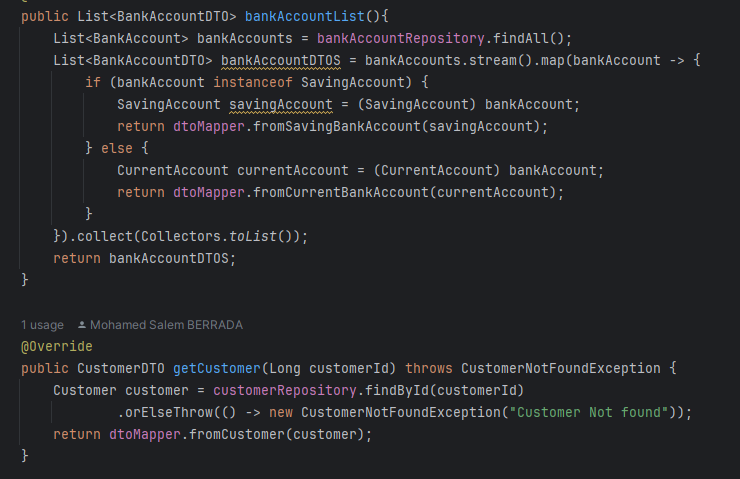 public List<BankAccountDTO> bankAccountList(){
    List<BankAccount> bankAccounts = bankAccountRepository.findAll();
    List<BankAccountDTO> bankAccountDTOS = bankAccounts.stream().map(bankAccount -> {
        if (bankAccount instanceof SavingAccount) {
            SavingAccount savingAccount = (SavingAccount) bankAccount;
            return dtoMapper.fromSavingBankAccount(savingAccount);
        } else {
            CurrentAccount currentAccount = (CurrentAccount) bankAccount;
            return dtoMapper.fromCurrentBankAccount(currentAccount);
        }
    }).collect(Collectors.toList());
    return bankAccountDTOS;
}
1 usage Mohamed Salem BERRADA
@Override
public CustomerDTO getCustomer(Long customerId) throws CustomerNotFoundException {
    Customer customer = customerRepository.findById(customerId)
            .orElseThrow(() -> new CustomerNotFoundException("Customer Not found"));
    return dtoMapper.fromCustomer(customer);
}